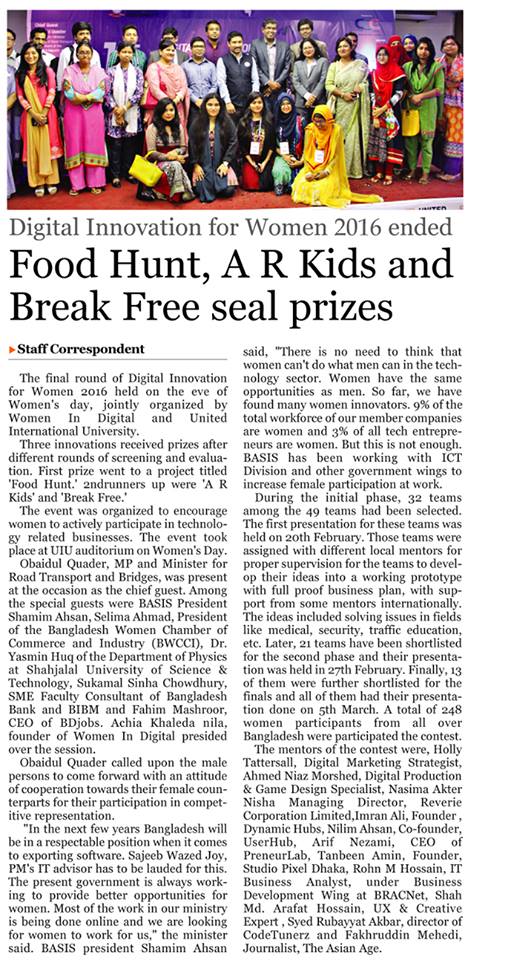 Chief Guest
UNITED
Digital Innovation for Women 2016 ended
Food Hunt, A R Kids and
Break Free seal prizes
Staff Correspondent
The final round of Digital Innovation
for Women 2016 held on the eve of
Women's day, jointly organized by
Women In Digital and United
International University.
Three innovations received prizes after
different rounds of screening and evalua-
tion. First prize went to a project titled
'Food Hunt.' 2ndrunners up were 'A R
Kids' and 'Break Free.'
The event was organized to encourage
women to actively participate in technolo-
gy related businesses. The event took
place at UIU auditorium on Women's Day.
Obaidul Quader, MP and Minister for
Road Transport and Bridges, was present
at the occasion as the chief guest. Among
the special guests were BASIS President
Shamim Ahsan, Selima Ahmad, President
of the Bangladesh Women Chamber of
Commerce and Industry (BWCCI), Dr.
Yasmin Huq of the Department of Physics
at Shahjalal University of Science &
Technology, Sukamal Sinha Chowdhury,
SME Faculty Consultant of Bangladesh
Bank and BIBM and Fahim Mashroor,
CEO of BDjobs. Achia Khaleda nila,
founder of Women In Digital presided
over the session.
Obaidul Quader called upon the male
persons to come forward with an attitude
of cooperation towards their female coun-
terparts for their participation in compet-
itive representation.
"In the next few years Bangladesh will
be in a respectable position when it comes
to exporting software. Sajeeb Wazed Joy,
PM's IT advisor has to be lauded for this.
The present government is always work-
ing to provide better opportunities for
women. Most of the work in our ministry
is being done online and we are looking
for women to work for us," the minister
said. BASIS president Shamim Ahsan
said, "There is no need to think that
women can't do what men can in the tech-
nology sector. Women have the same
opportunities as men. So far, we have
found many women innovators. 9% of the
total workforce of our member companies
are women and 3% of all tech entrepre-
neurs are women. But this is not enough.
BASIS has been working with ICT
Division and other government wings to
increase female participation at work.
During the initial phase, 32 teams
among the 49 teams had been selected.
The first presentation for these teams was
held on 20th February. Those teams were
assigned with different local mentors for
proper supervision for the teams to devel-
op their ideas into a working prototype
with full proof business plan, with sup-
port from some mentors internationally.
The ideas included solving issues in fields
like medical, security, traffic education,
etc. Later, 21 teams have been shortlisted
for the second phase and their presenta-
tion was held in 27th February. Finally, 13
of them were further shortlisted for the
finals and all of them had their presenta-
tion done on 5th March. A total of 248
women participants from all over
Bangladesh were participated the contest.
The mentors of the contest were, Holly
Tattersall, Digital Marketing Strategist,
Ahmed Niaz Morshed, Digital Production
& Game Design Specialist, Nasima Akter
Nisha Managing Director, Reverie
Corporation Limited,Imran Ali, Founder ,
Dynamic Hubs, Nilim Ahsan, Co-founder,
UserHub, Arif Nezami, CEO of
PreneurLab, Tanbeen Amin, Founder,
Studio Pixel Dhaka, Rohn M Hossain, IT
Business Analyst, under Business
Development Wing at BRACNet, Shah
Md. Arafat Hossain, UX & Creative
Expert , Syed Rubayyat Akbar, director of
CodeTunerz and Fakhruddin Mehedi,
Journalist, The Asian Age.